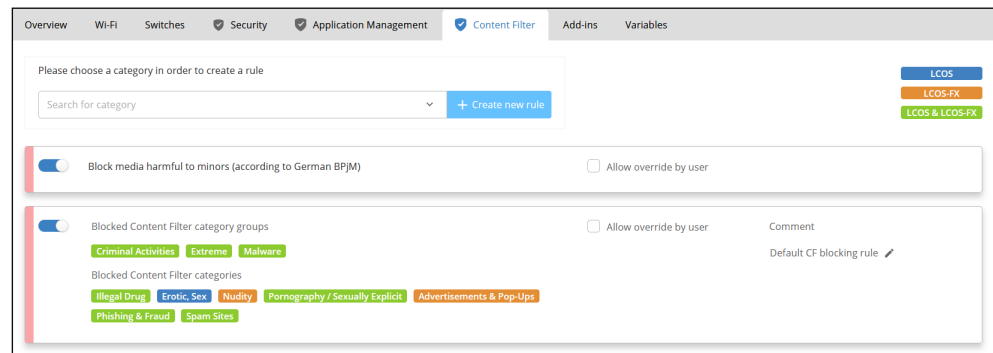 Overview Wi-Fi Switches Security Application Management Content Filter Add-ins Variables
Please choose a category in order to create a rule
Search for category + Create new rule
LCOS
LCOS-FX
LCOS & LCOS-FX
Block media harmful to minors (according to German BPjM) Allow override by user
Blocked Content Filter category groups Allow override by user Comment
Criminal Activities Extreme Malware Default CF blocking rule
Blocked Content Filter categories
Illegal Drug Erotic, Sex Nudity Pornography / Sexually Explicit Advertisements & Pop-Ups
Phishing & Fraud Spam Sites